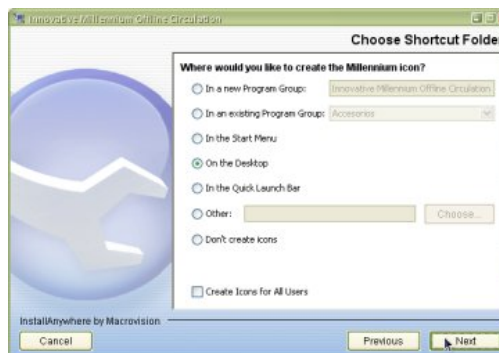 Innovative Millennium Offline Circulation
Choose Shortcut Folder
Where would you like to create the Millennium icon?
In a new Program Group: Innovative Millennium Offline Circulation
In an existing Program Group: Accesorios
In the Start Menu
On the Desktop
In the Quick Launch Bar
Other: Choose...
Don't create icons
Create Icons for All Users
InstallAnywhere by Macrovision
Cancel Previous Next